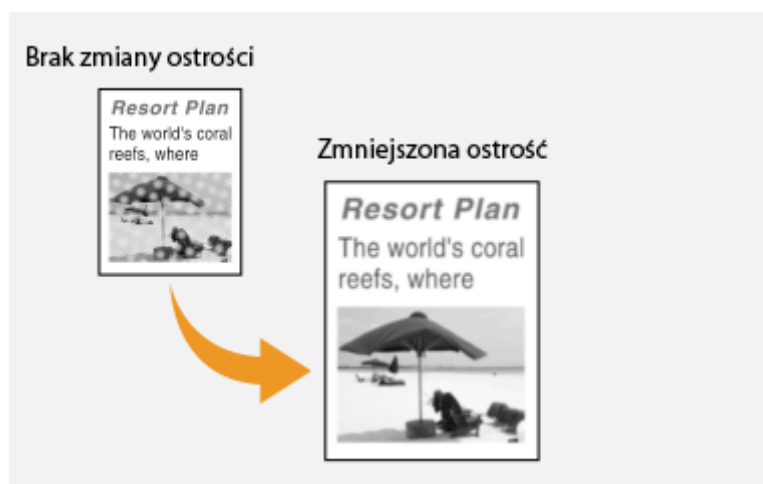 Brak zmiany ostrości
Resort Plan
The world's coral
reefs, where
Zmniejszona ostrość
Resort Plan
The world's coral
reefs, where